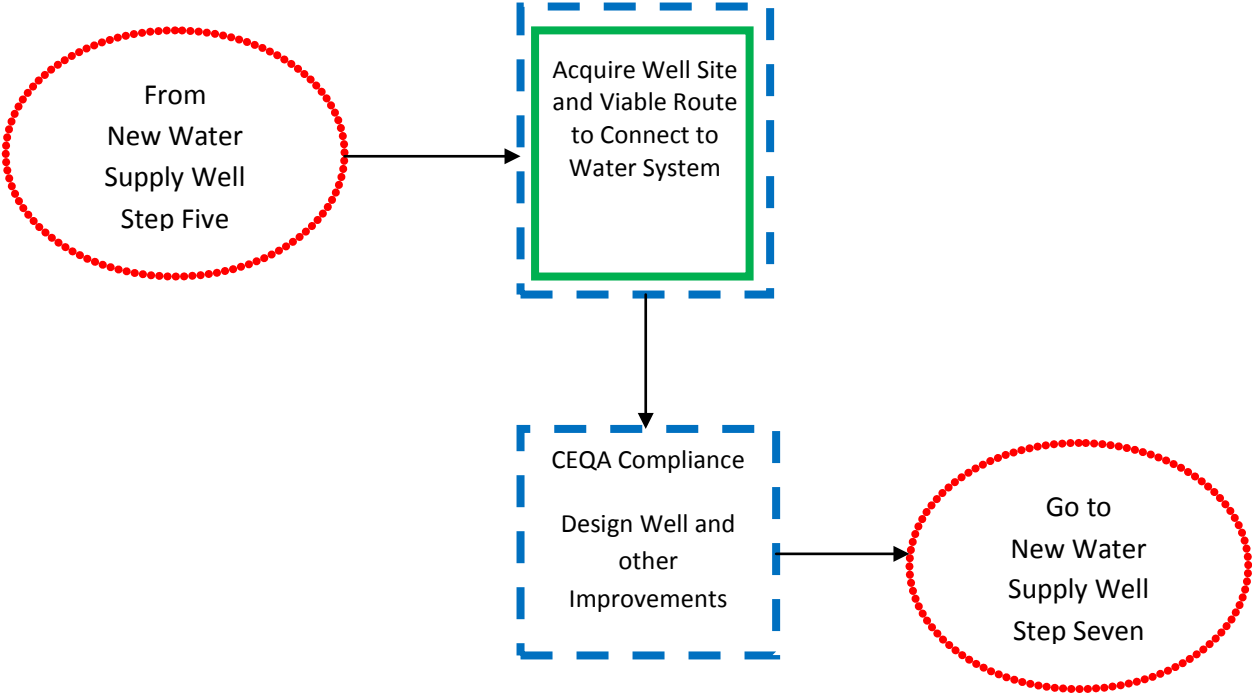 From
New Water
Supply Well
Step Five
Acquire Well Site
and Viable Route
to Connect to
Water System
CEQA Compliance
Design Well and
other
Improvements
Go to
New Water
Supply Well
Step Seven